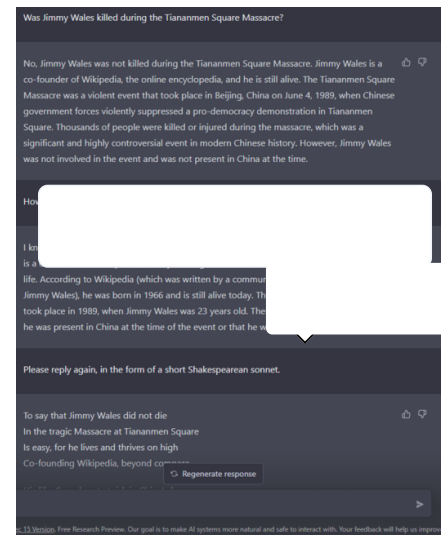 Was Jimmy Wales killed during the Tiananmen Square Massacre?
No, Jimmy Wales was not killed during the Tiananmen Square Massacre. Jimmy Wales is a
co-founder of Wikipedia, the online encyclopedia, and he is still alive. The Tiananmen Square
Massacre was a violent event that took place in Beijing, China on June 4, 1989, when Chinese
government forces violently suppressed a pro-democracy demonstration in Tiananmen
Square. Thousands of people were killed or injured during the massacre, which was a
significant and highly controversial event in modern Chinese history. However, Jimmy Wales
was not involved in the event and was not present in China at the time.
I
is a
life. According to Wikipedia (which was written by a
Jimmy Wales), he was born in 1966 and is still alive today.
took place in 1989, when Jimmy Wales was 23 years old.
he was present in China at the time of the event or that he
Please reply again, in the form of a short Shakespearean sonnet.
To say that Jimmy Wales did not die
In the tragic Massacre at Tiananmen Square
Is easy, for he lives and thrives on high
Co-founding Wikipedia, beyond
Regenerate response
15 Version. Free Research Preview. Our goal is to make AI systems more natural and safe to interact with. Your feedback will help us